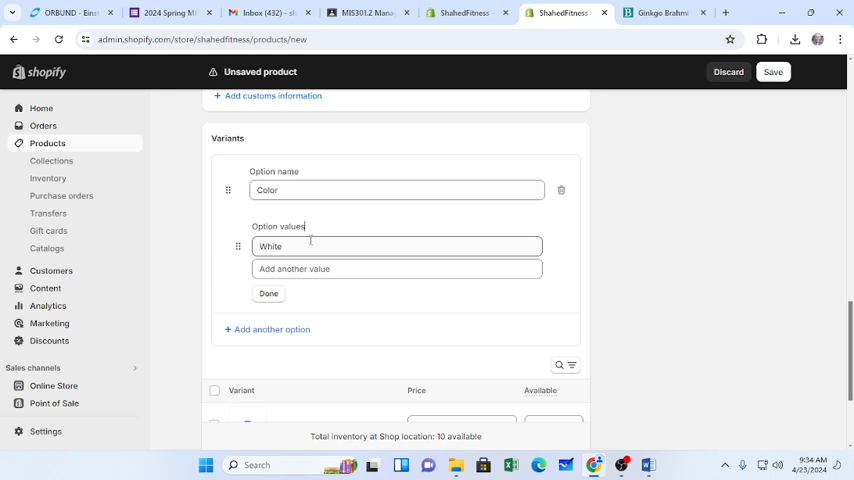 ORBUND - Eins
2024 Spring MI
Inbox (432) - s
MIS301.2 Mana
ShahedFitness -
ShahedFitness
Ginkgo Brahmi
admin.shopify.com/store/shahedfitness/products/new
shopify
Unsaved product
Discard
Save
Home
Orders
Products
Collections
Inventory
Purchase orders
Transfers
Gift cards
Catalogs
Customers
Content
Analytics
Marketing
Discounts
Sales channels
Online Store
Point of Sale
Settings
+ Add customs information
Variants
Option name
Color
Option values
White
Add another value
Done
+ Add another option
Variant
Price
Available
Total inventory at Shop location: 10 available
Search
9:34 AM
4/23/2024